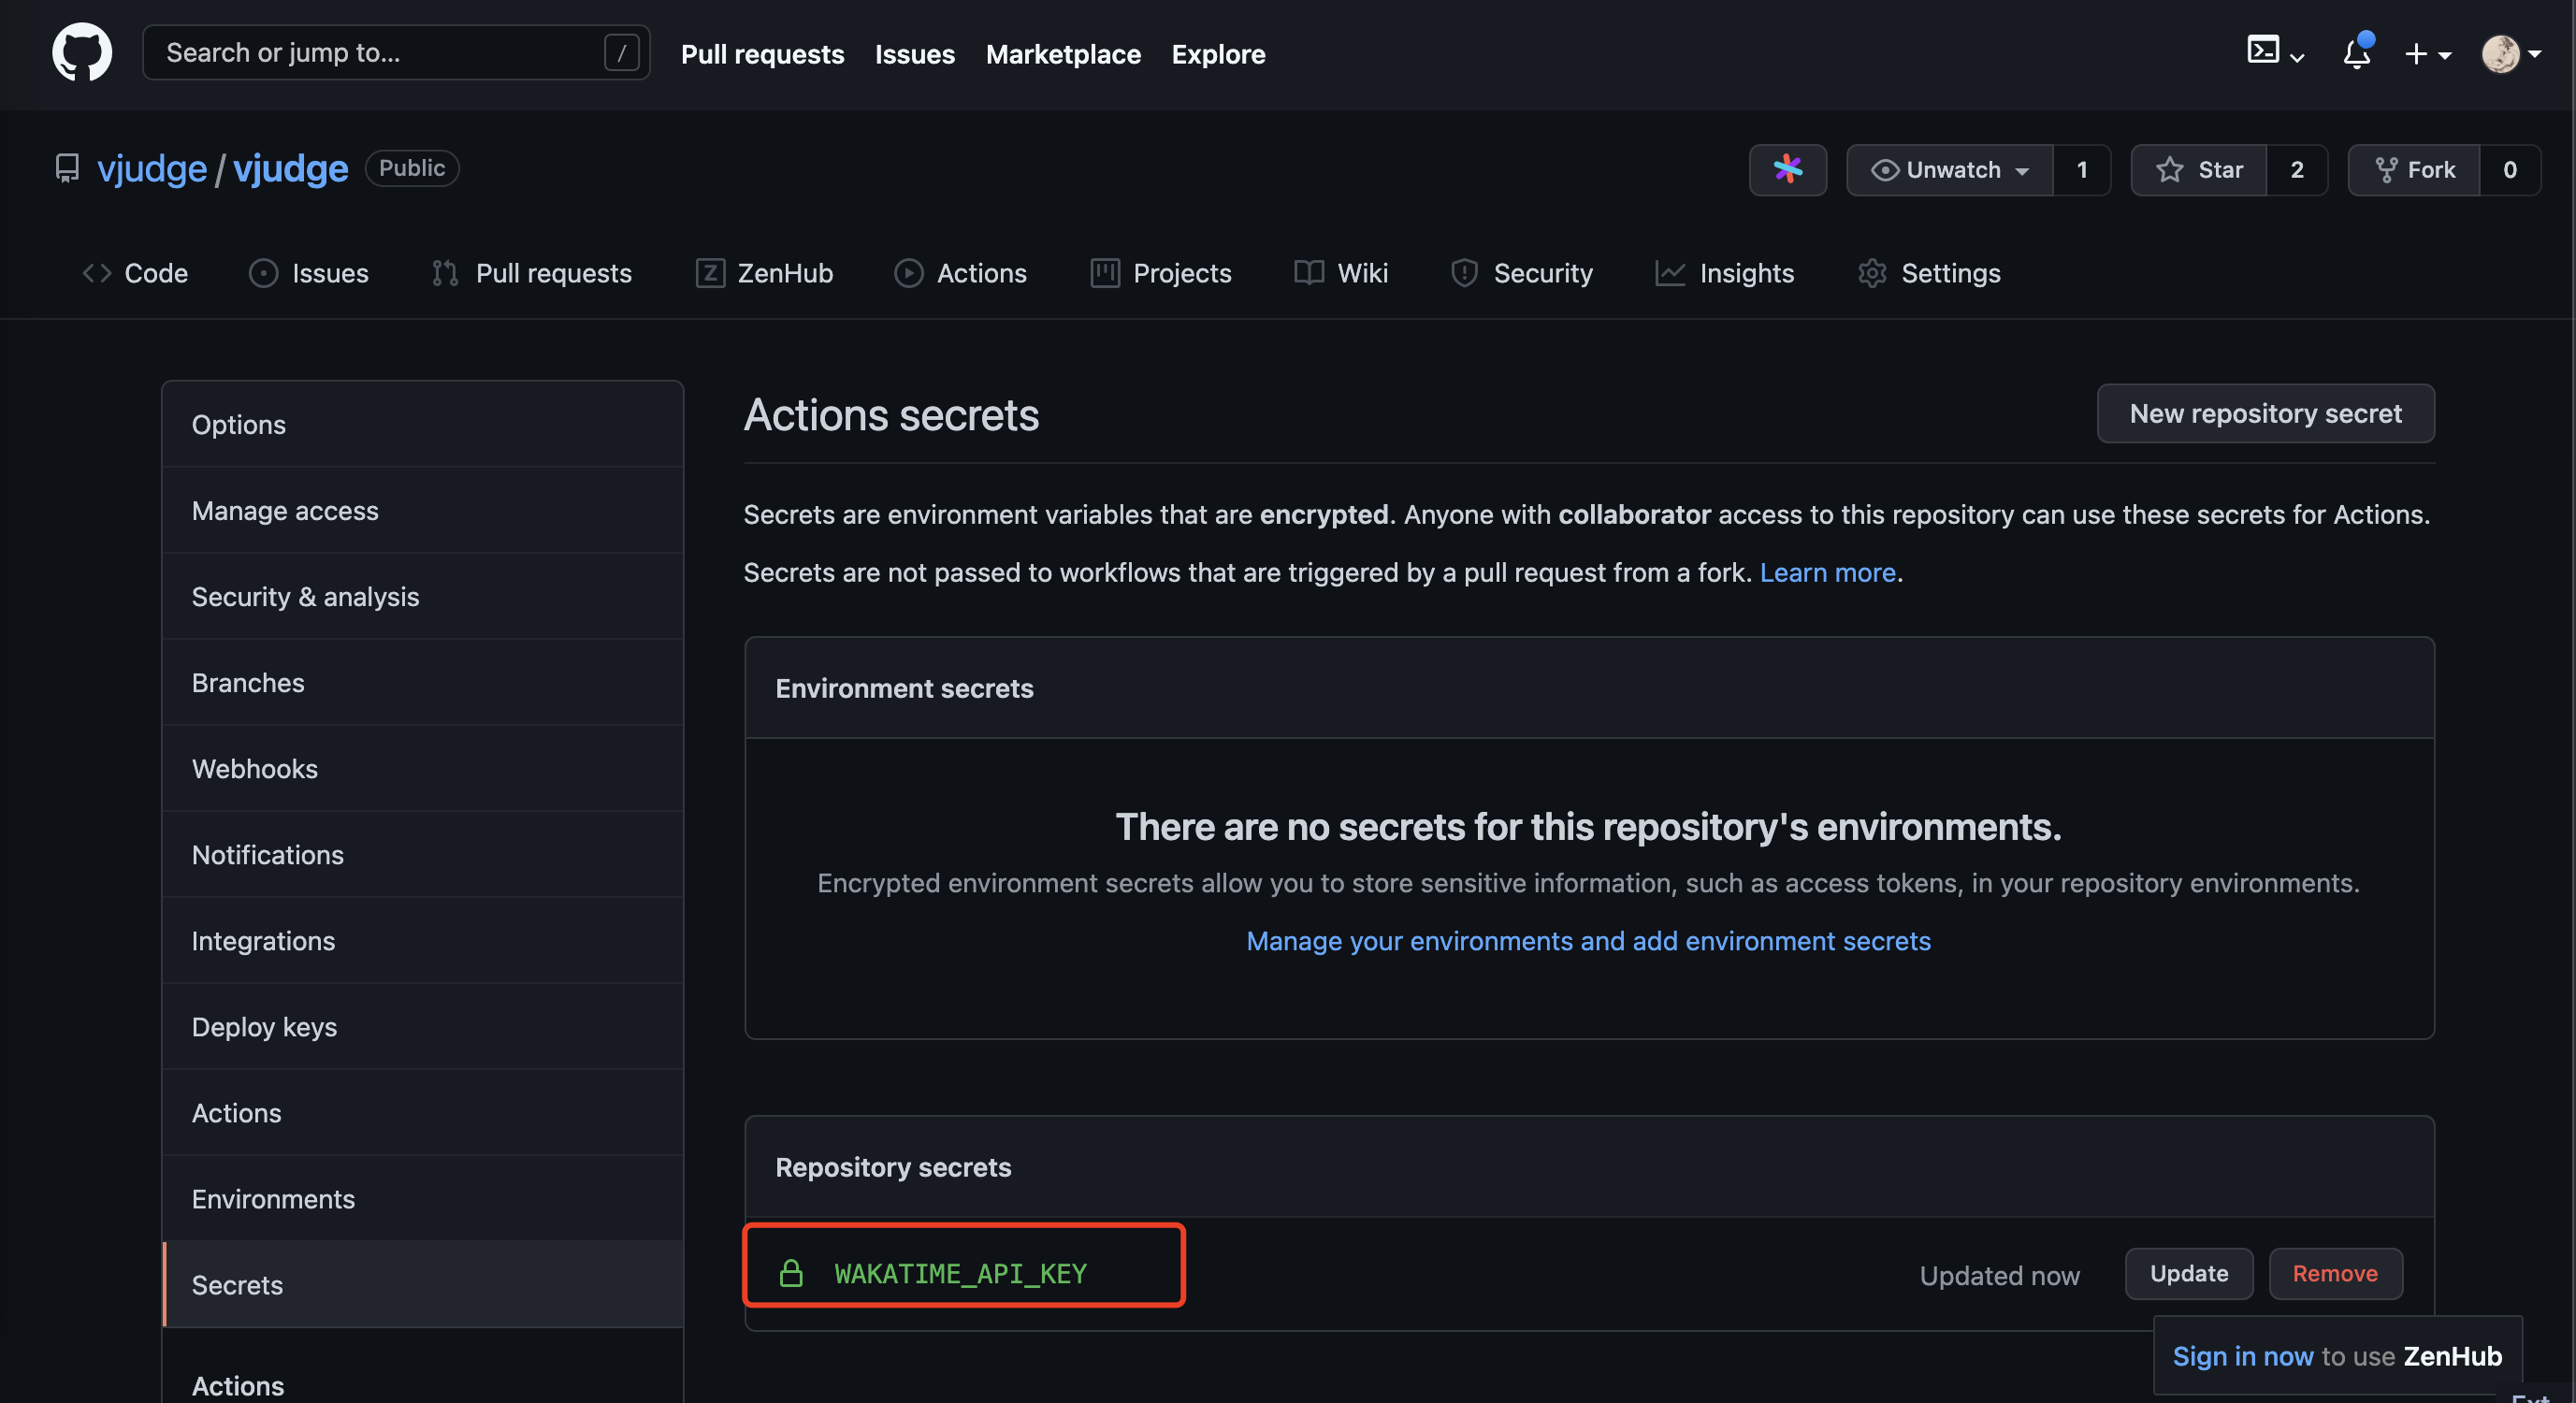 Search or jump to... /
Pull requests Issues Marketplace Explore
vjudge / vjudge Public
Unwatch 1 Star 2 Fork 0
Code Issues Pull requests ZenHub Actions Projects Wiki Security Insights Settings
Options
Manage access
Security & analysis
Branches
Webhooks
Notifications
Integrations
Deploy keys
Actions
Environments
Secrets
Actions
Actions secrets
New repository secret
Secrets are environment variables that are encrypted. Anyone with collaborator access to this repository can use these secrets for Actions.
Secrets are not passed to workflows that are triggered by a pull request from a fork. Learn more.
Environment secrets
There are no secrets for this repository's environments.
Encrypted environment secrets allow you to store sensitive information, such as access tokens, in your repository environments.
Manage your environments and add environment secrets
Repository secrets
WAKATIME_API_KEY
Updated now Update Remove
Sign in now to use ZenHub